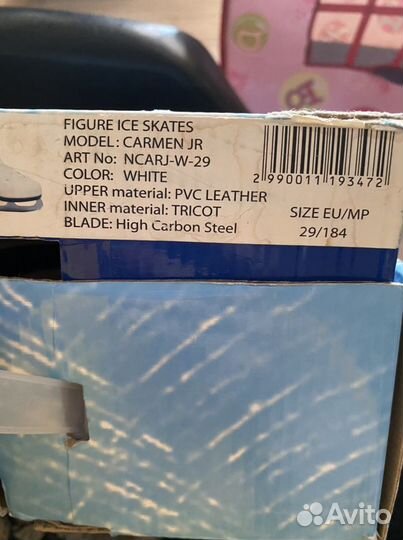 FIGURE ICE SKATES
MODEL: CARMEN JR
ART No: NCARJ-W-29
COLOR: WHITE
UPPER material: PVC LEATHER
INNER material: TRICOT
BLADE: High Carbon Steel
2 990011 193472
SIZE EU/MP
29/184
Avito